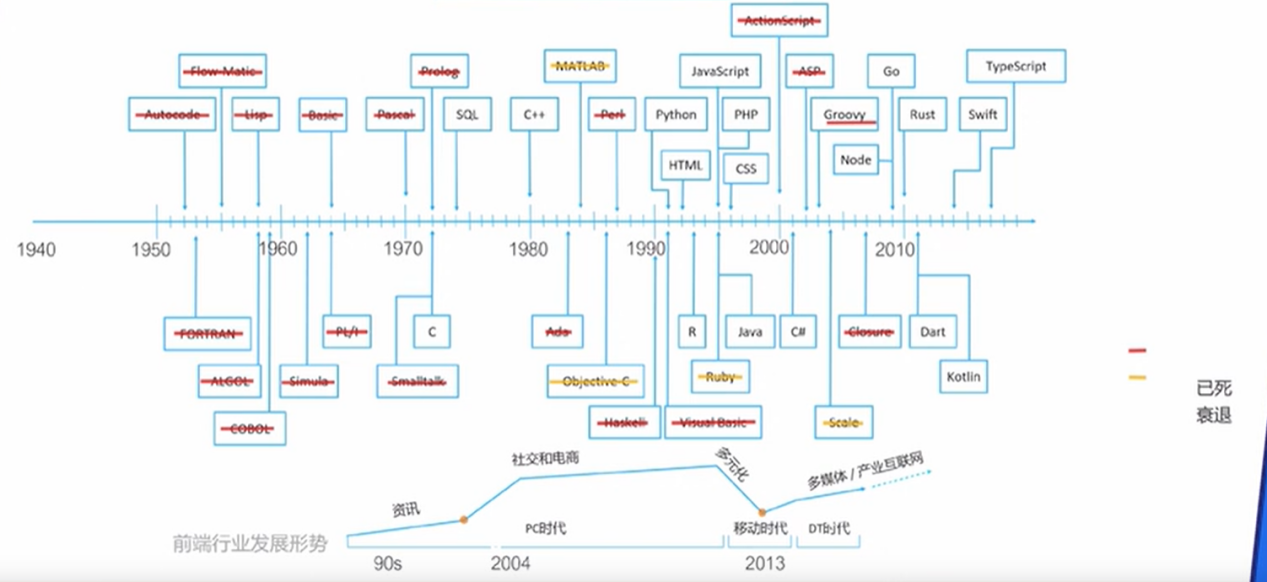 ActionScript
Flow-Matic
Prolog
MATLAB
JavaScript
ASP
Go
TypeScript
Autocode
Lisp
Basic
Pascal
SQL
C++
Perl
Python
PHP
Groovy
Rust
Swift
HTML
CSS
Node
1940
1950
1960
1970
1980
1990
2000
2010
FORTRAN
PL/I
C
Ada
R
Java
C#
Closure
Dart
ALGOL
Simula
Smalltalk
Objective-C
Ruby
Kotlin
COBOL
Haskell
Visual Basic
Scale
已死
衰退
资讯
社交和电商
多元化
多媒体 / 产业互联网
前端行业发展形势
PC时代
移动时代
DT时代
90s
2004
2013